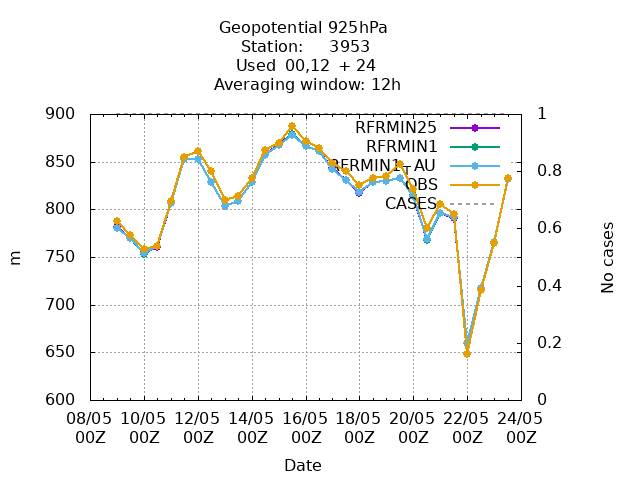 Geopotential 925hPa
Station: 3953
Used 00,12 + 24
Averaging window: 12h
900
850
800
750
700
650
600
1
0.8
0.6
0.4
0.2
0
RFRMIN25
RFRMIN1
RFRMIN1_AU
OBS
CASES
m
No cases
08/05 10/05 12/05 14/05 16/05 18/05 20/05 22/05 24/05
00Z 00Z 00Z 00Z 00Z 00Z 00Z 00Z 00Z
Date